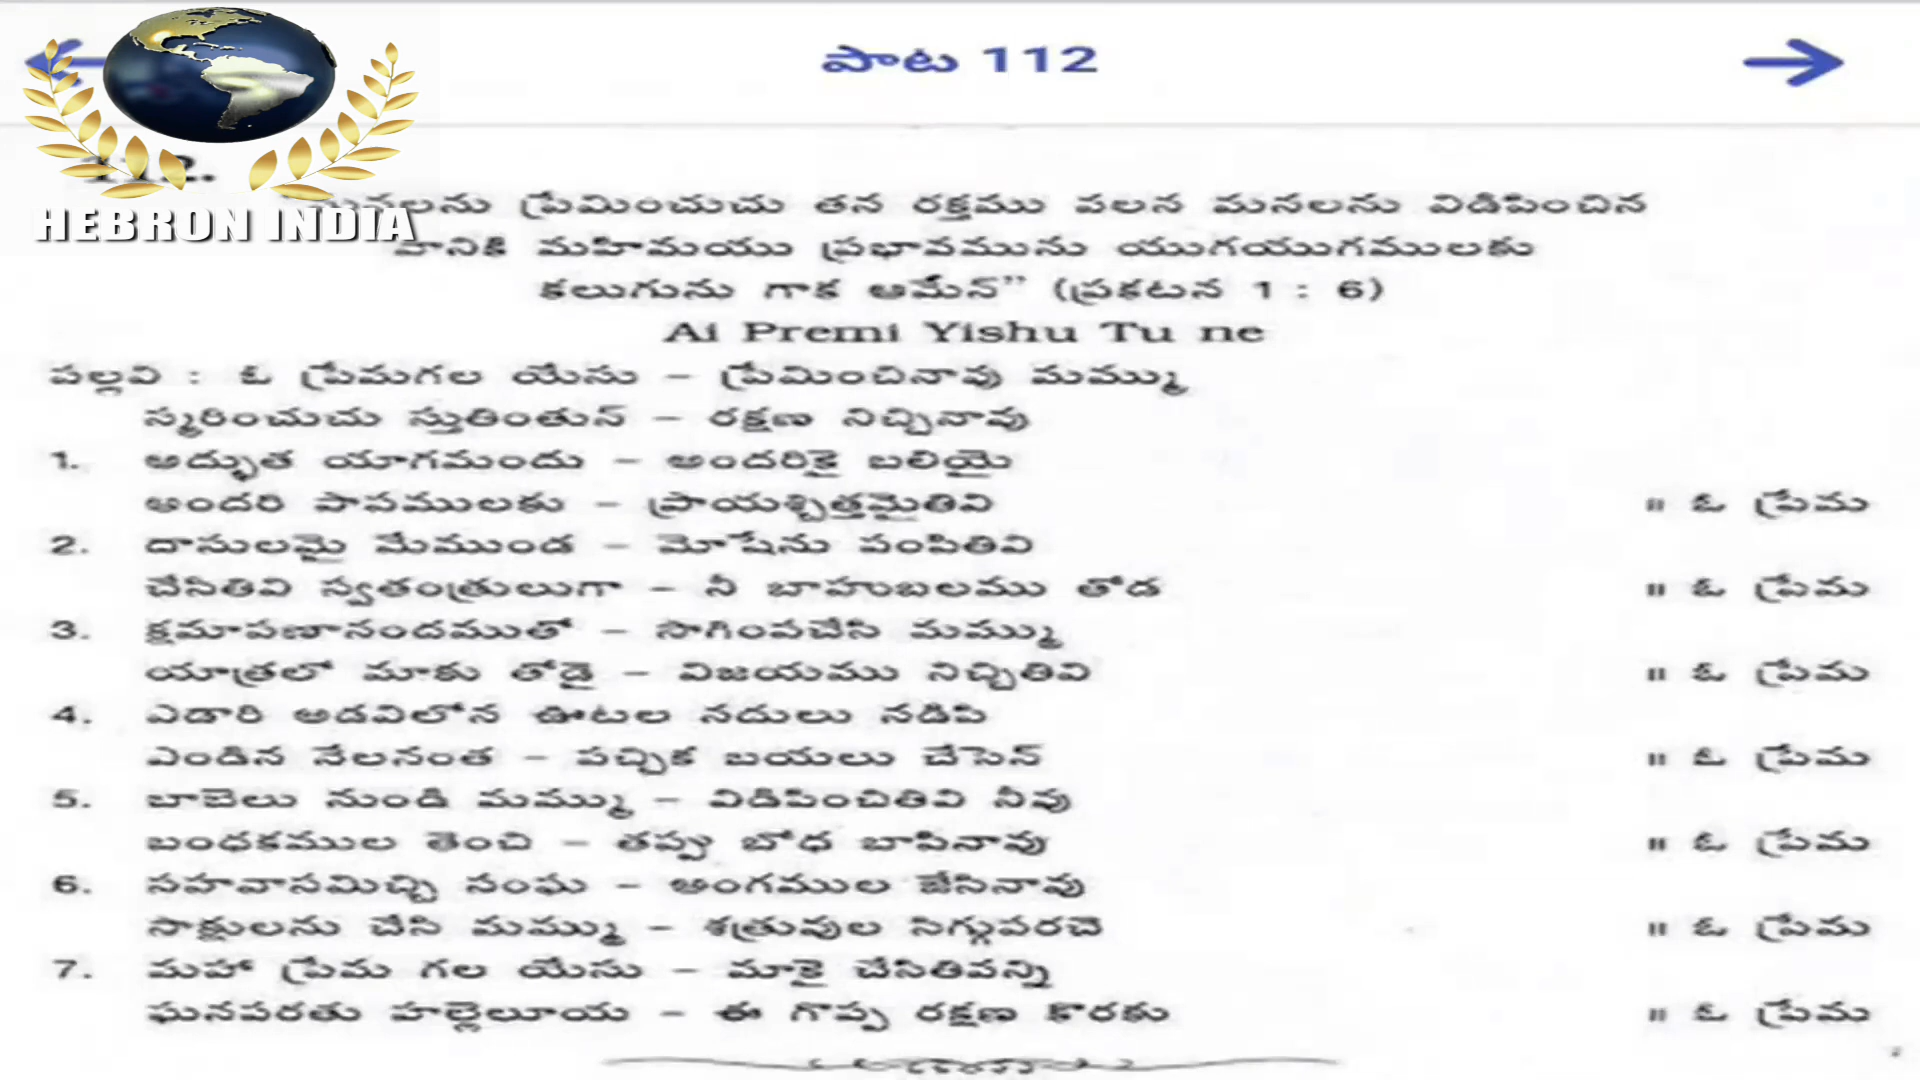 పాట 112
112.
HEBRON INDIA
"మనలను ప్రేమించుచు తన రక్తము వలన మనలను విడిపించిన
వానికి మహిమయు ప్రభావమును యుగయుగములకు
కలుగును గాక ఆమేన్" (ప్రకటన 1 : 6)
Ai Premi Yishu Tu ne
పల్లవి : ఓ ప్రేమగల యేసు - ప్రేమించినావు మమ్ము
స్మరించుచు స్తుతింతున్ - రక్షణ నిచ్చినావు
1. అద్భుత యాగమందు - అందరికై బలియై
అందరి పాపములకు - ప్రాయశ్చిత్తమైతివి ॥ ఓ ప్రేమ
2. దాసులమై మేముండ - మోషేను పంపితివి
చేసితివి స్వతంత్రులుగా - నీ బాహుబలము తోడ ॥ ఓ ప్రేమ
3. క్షమాపణానందముతో - సాగింపచేసి మమ్ము
యాత్రలో మాకు తోడై - విజయము నిచ్చితివి ॥ ఓ ప్రేమ
4. ఎడారి అడవిలోన ఊటల నదులు నడిపి
ఎండిన నేలనంత - పచ్చిక బయలు చేసెన్ ॥ ఓ ప్రేమ
5. బాబెలు నుండి మమ్ము - విడిపించితివి నీవు
బంధకముల తెంచి - తప్పు బోధ బాపినావు ॥ ఓ ప్రేమ
6. సహవాసమిచ్చి సంఘ - అంగముల జేసినావు
సాక్షులను చేసి మమ్ము - శత్రువుల సిగ్గుపరచె ॥ ఓ ప్రేమ
7. మహా ప్రేమ గల యేసు - మాకై చేసితివన్ని
ఘనపరతు హల్లెలూయ - ఈ గొప్ప రక్షణ కొరకు ॥ ఓ ప్రేమ